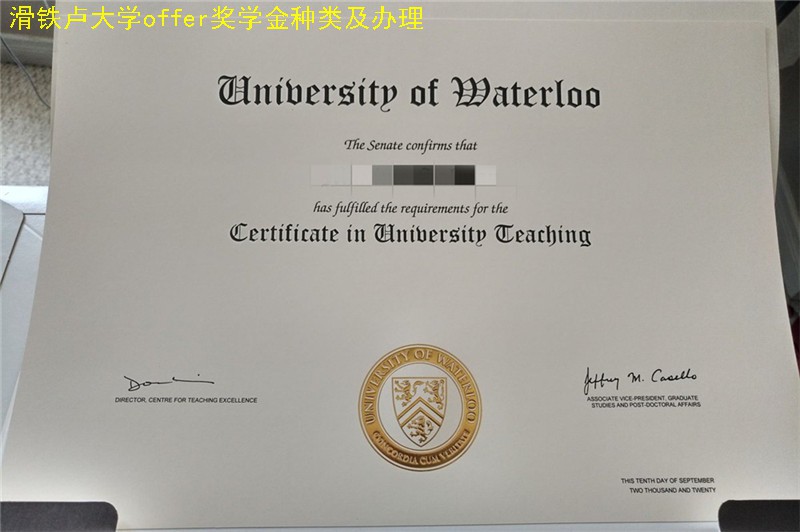 滑铁卢大学offer奖学金种类及办理
University of Waterloo
The Senate confirms that
has fulfilled the requirements for the
Certificate in University Teaching
UNIVERSITY OF WATERLOO
CONCORDIA CUM VERITATE
Jeffrey M. Casello
DIRECTOR, CENTRE FOR TEACHING EXCELLENCE
ASSOCIATE VICE-PRESIDENT, GRADUATE
STUDIES AND POST-DOCTORAL AFFAIRS
THIS TENTH DAY OF SEPTEMBER
TWO THOUSAND AND TWENTY